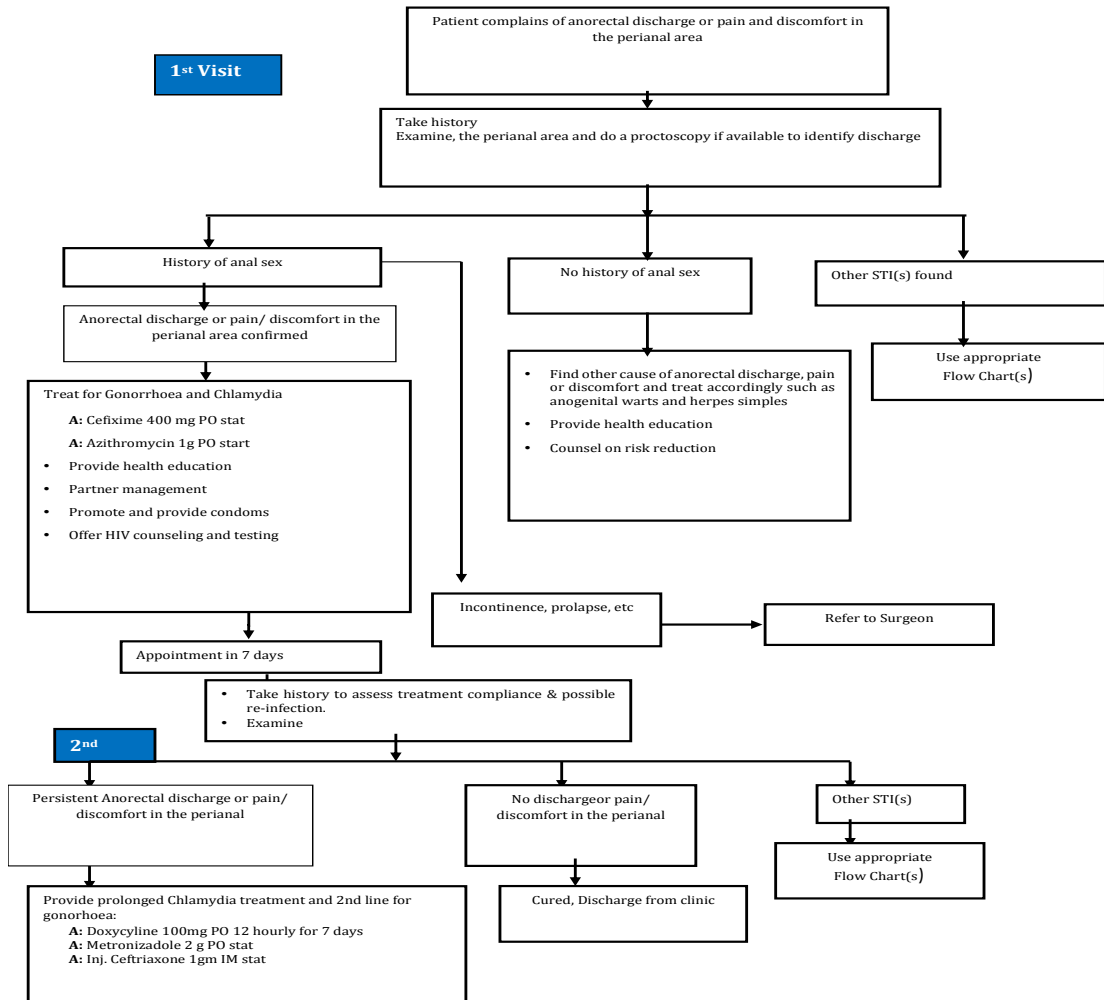 Patient complains of anorectal discharge or pain and discomfort in
the perianal area
1st Visit
Take history
Examine, the perianal area and do a proctoscopy if available to identify discharge
History of anal sex
No history of anal sex
Other STI(s) found
Anorectal discharge or pain/ discomfort in the
perianal area confirmed
Use appropriate
Flow Chart(s)
Treat for Gonorrhoea and Chlamydia
A: Cefixime 400 mg PO stat
A: Azithromycin 1g PO start
• Provide health education
• Partner management
• Promote and provide condoms
• Offer HIV counseling and testing
• Find other cause of anorectal discharge, pain
or discomfort and treat accordingly such as
anogenital warts and herpes simples
• Provide health education
• Counsel on risk reduction
Incontinence, prolapse, etc
Refer to Surgeon
Appointment in 7 days
• Take history to assess treatment compliance & possible
re-infection.
• Examine
2nd
Persistent Anorectal discharge or pain/
discomfort in the perianal
No dischargeor pain/
discomfort in the perianal
Other STI(s)
Use appropriate
Flow Chart(s)
Provide prolonged Chlamydia treatment and 2nd line for
gonorhoea:
A: Doxycyline 100mg PO 12 hourly for 7 days
A: Metronizadole 2 g PO stat
A: Inj. Ceftriaxone 1gm IM stat
Cured, Discharge from clinic